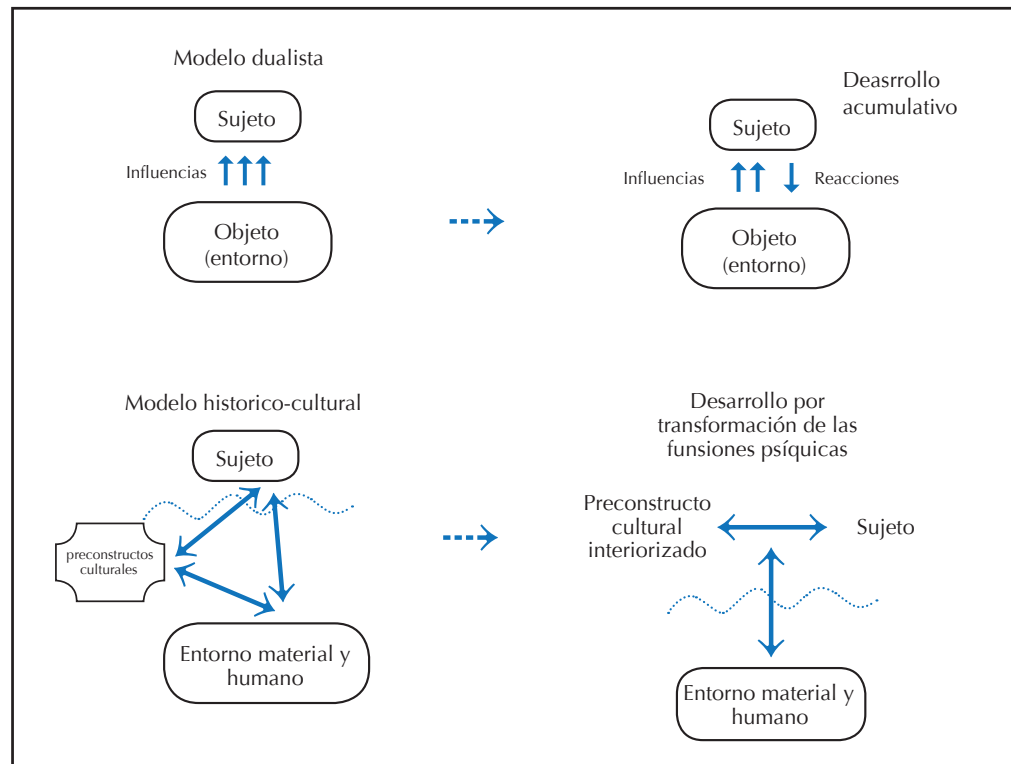 Modelo dualista
Sujeto
Influencias
Objeto
(entorno)
Deasrrollo
acumulativo
Sujeto
Influencias
Reacciones
Objeto
(entorno)
Modelo historico-cultural
Sujeto
preconstructos
culturales
Entorno material y
humano
Desarrollo por
transformación de las
funsiones psíquicas
Preconstructo
cultural
interiorizado
Sujeto
Entorno material y
humano